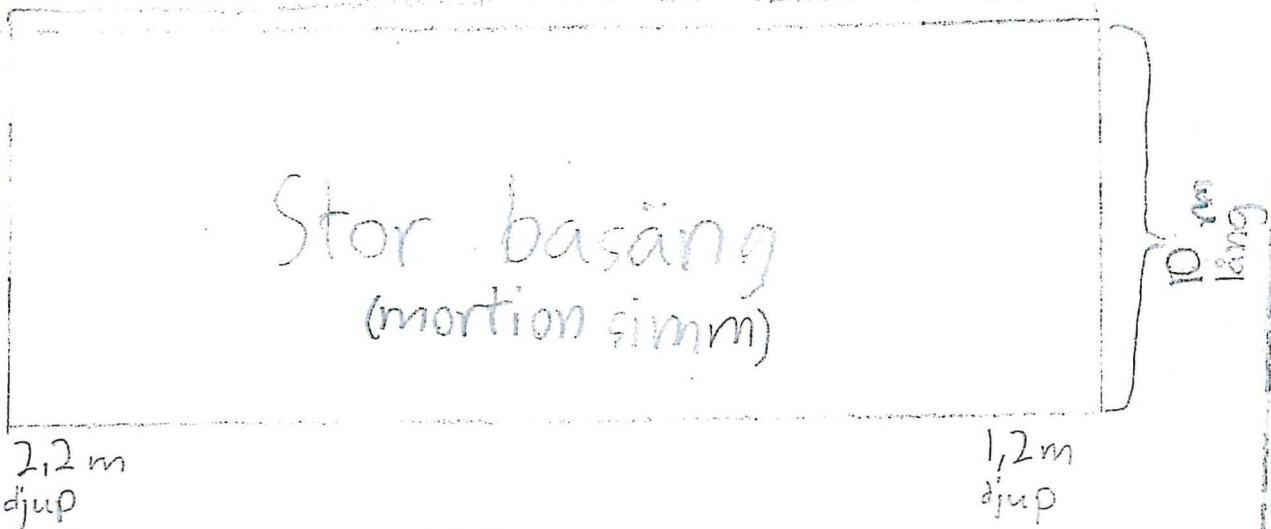 Stor basäng
(mortion simm)
10 m
lång
2,2 m
djup
1,2 m
djup